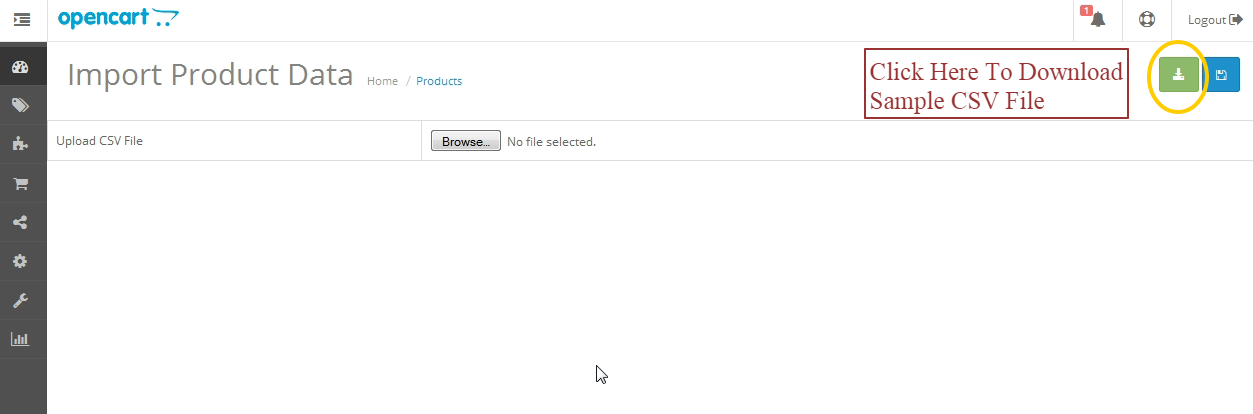 opencart
1
Logout
Import Product Data Home / Products
Click Here To Download
Sample CSV File
Upload CSV File
Browse... No file selected.